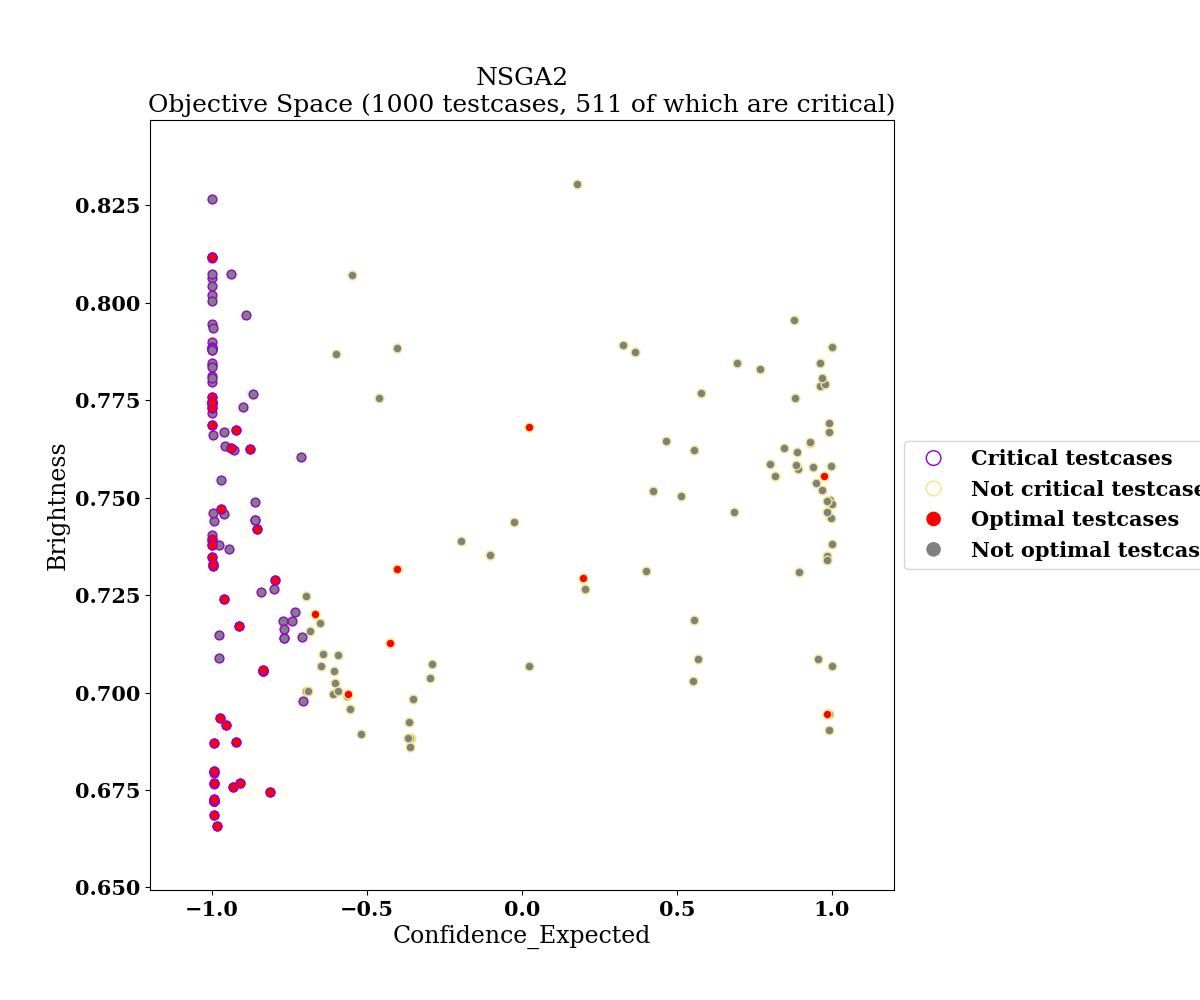 NSGA2
Objective Space (1000 testcases, 511 of which are critical)
Brightness
0.825
0.800
0.775
0.750
0.725
0.700
0.675
0.650
−1.0
−0.5
0.0
0.5
1.0
Confidence_Expected
Critical testcases
Not critical testcase
Optimal testcases
Not optimal testcas